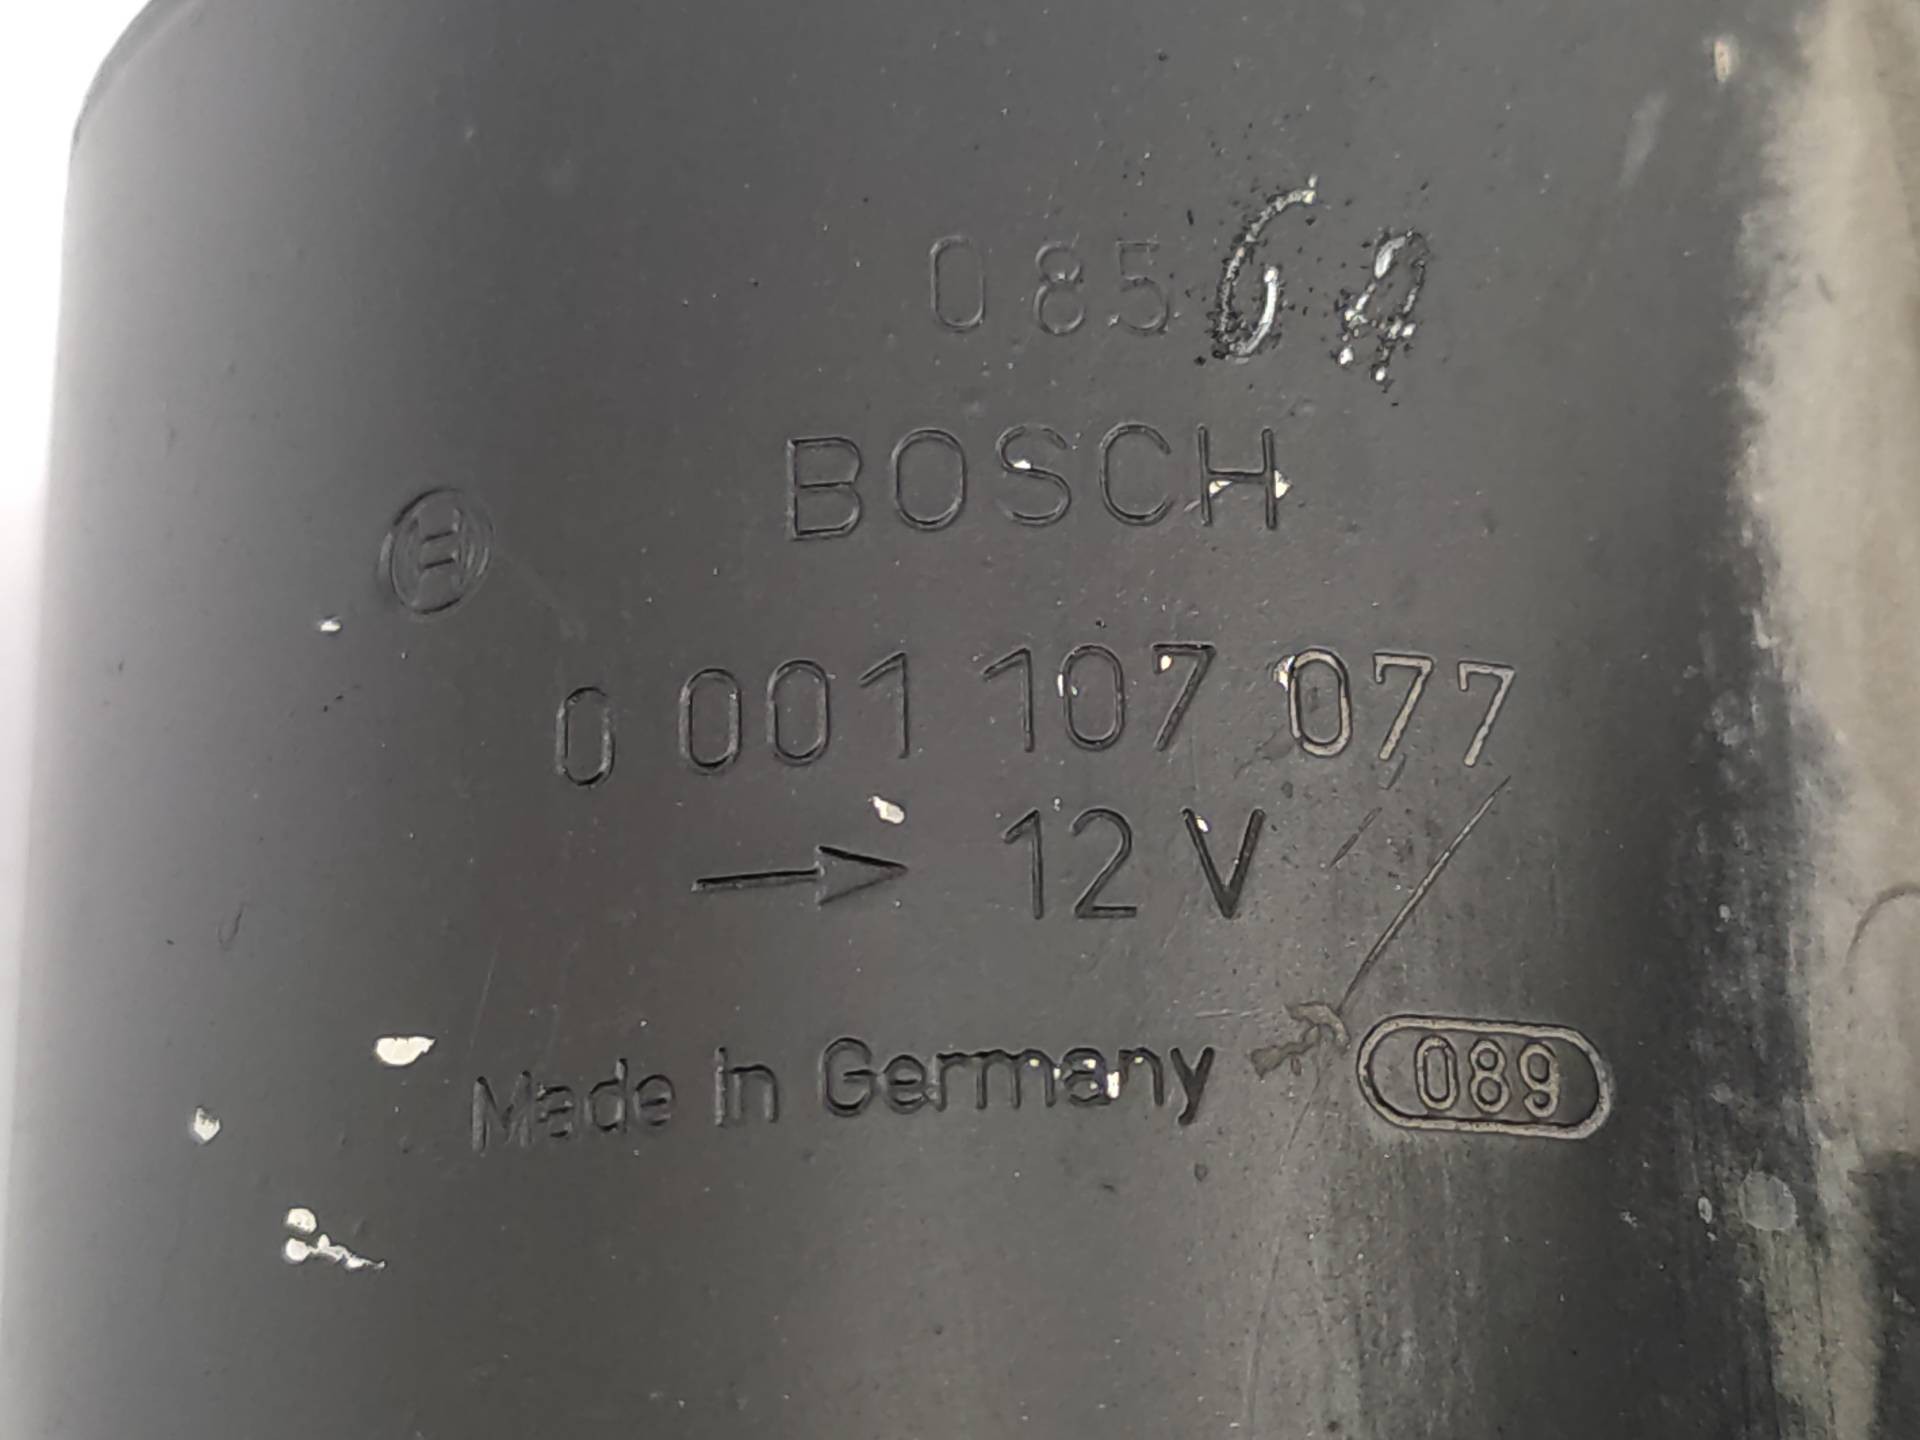 085
BOSCH
0 001 107 077
→ 12 V
Made in Germany 089